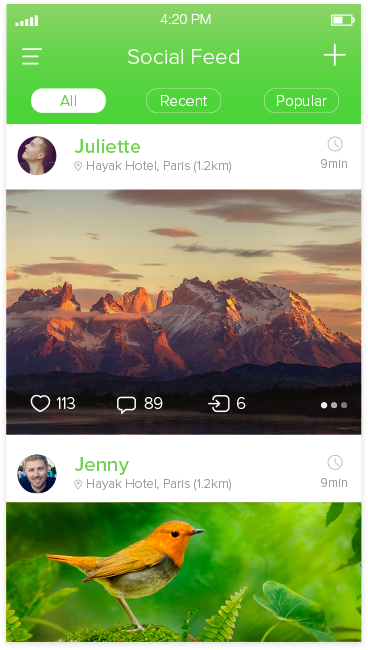 4:20 PM
Social Feed
All Recent Popular
Juliette
Hayak Hotel, Paris (1.2km)
9min
113 89 6
Jenny
Hayak Hotel, Paris (1.2km)
9min